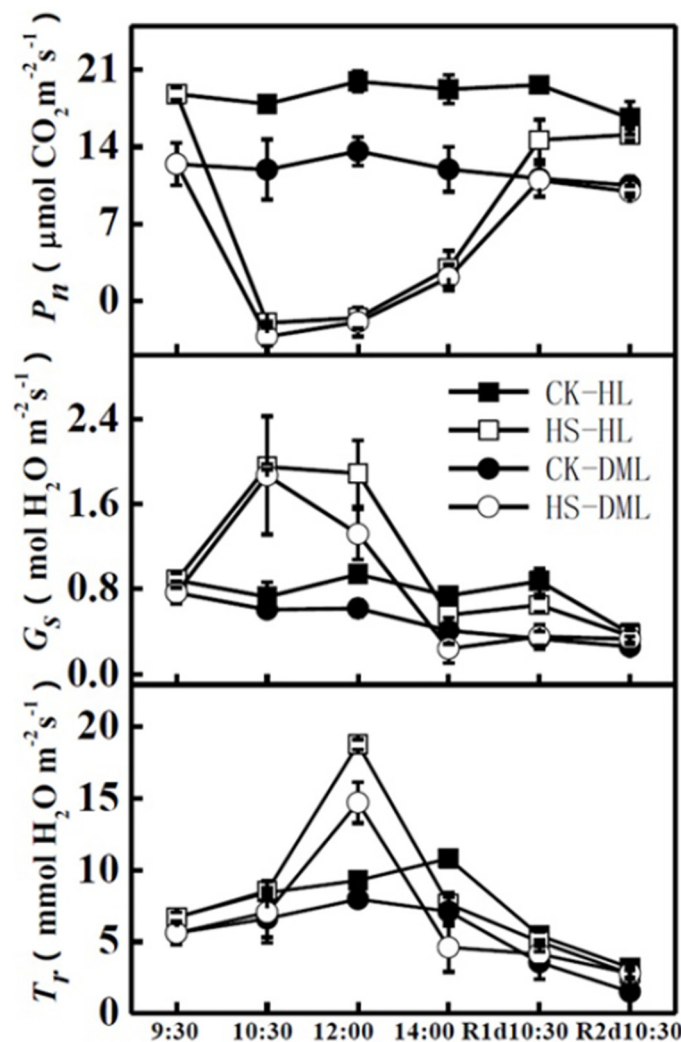 21
14
7
0
Pn ( μmol CO2 m-2 s-1)
2.4
1.6
0.8
0.0
Gs ( mol H2O m-2 s-1)
CK-HL
HS-HL
CK-DML
HS-DML
20
15
10
5
0
Tr ( mmol H2O m-2 s-1)
9:30 10:30 12:00 14:00 R1d10:30 R2d10:30